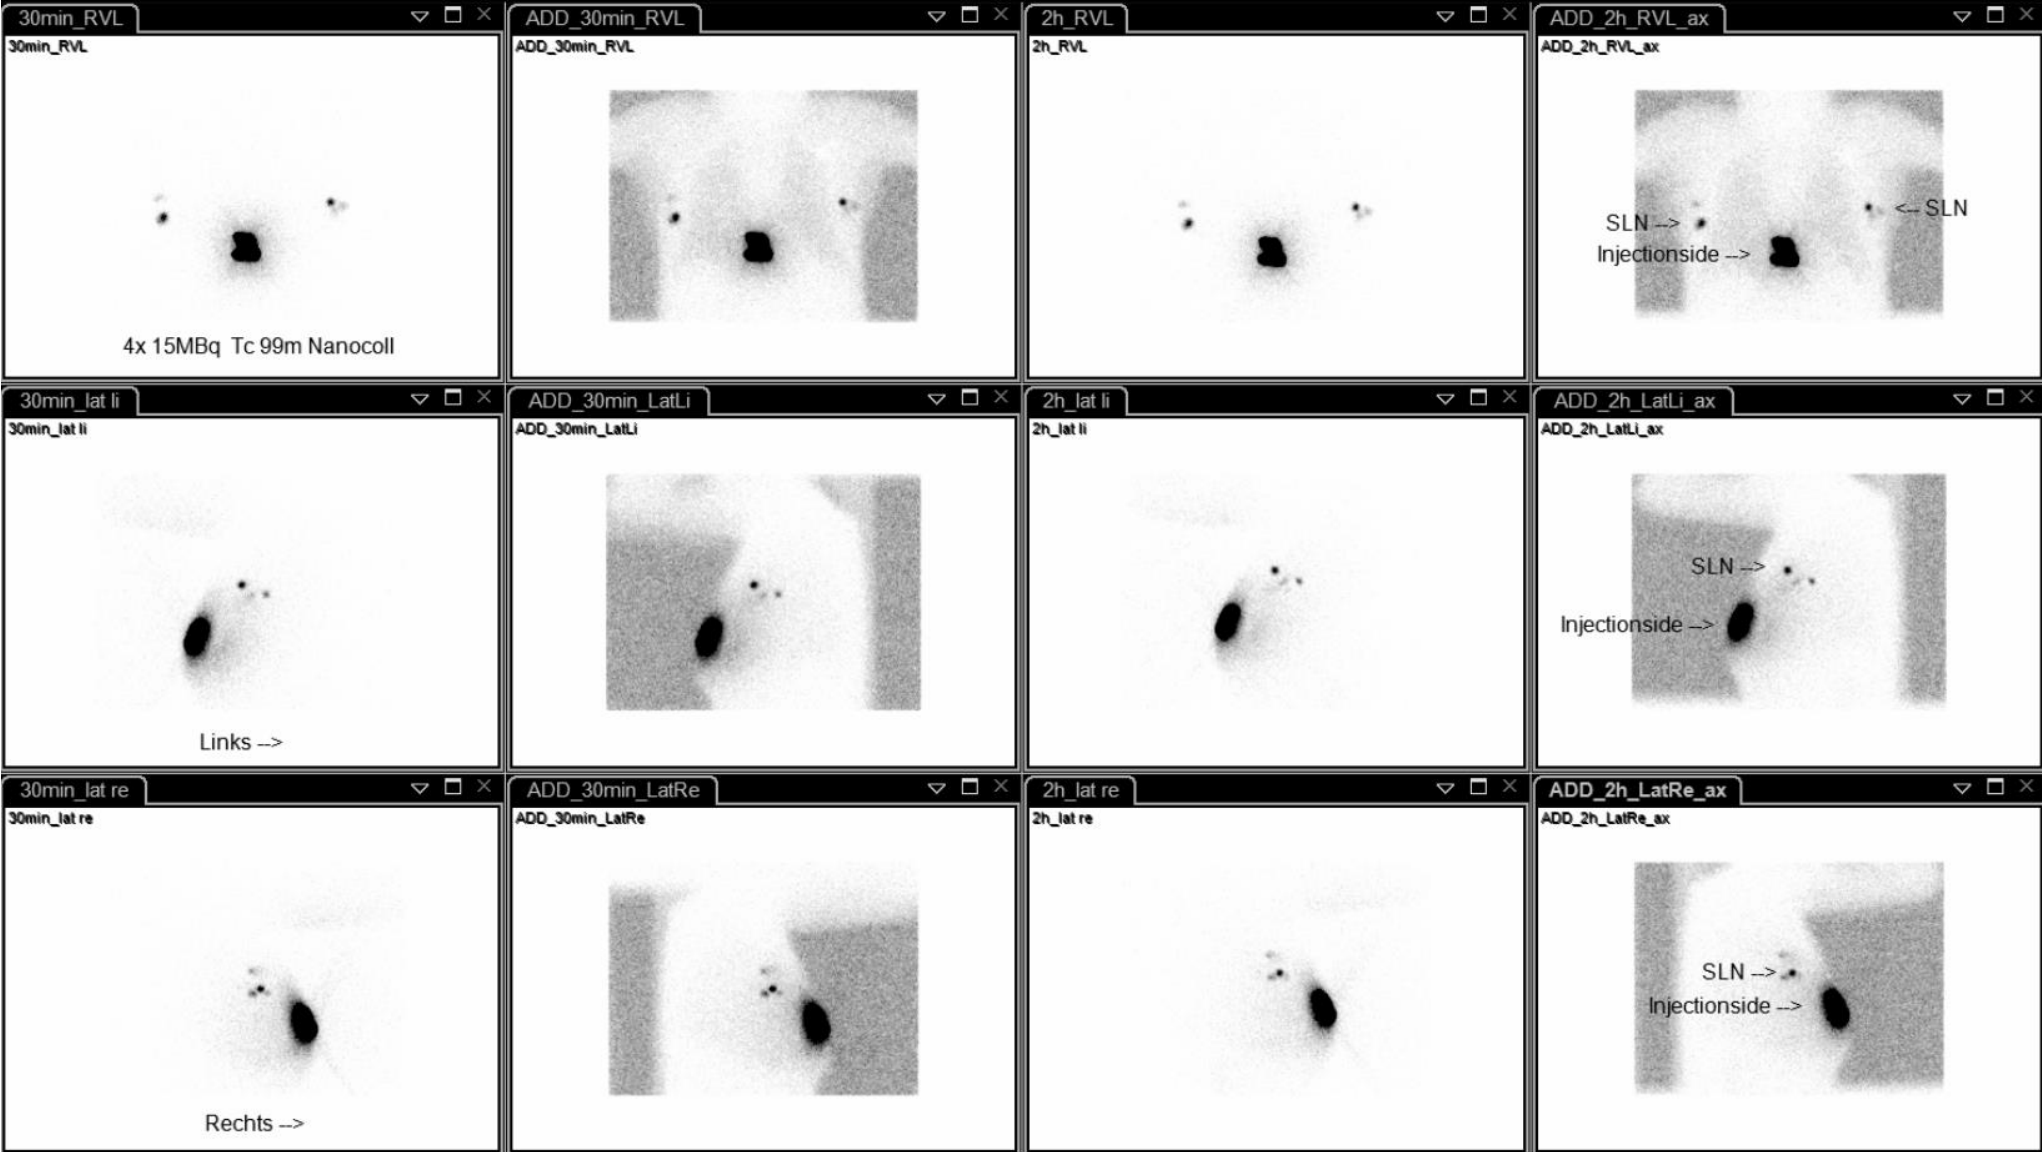 30min_RVL
ADD_30min_RVL
2h_RVL
ADD_2h_RVL_ax
30min_RVL
ADD_30min_RVL
2h_RVL
ADD_2h_RVL_ax
SLN -->
<-- SLN
Injectionside -->
4x 15MBq Tc 99m Nanocoll
30min_lat li
ADD_30min_LatLi
2h_lat li
ADD_2h_LatLi_ax
30min_lat li
ADD_30min_LatLi
2h_lat li
ADD_2h_LatLi_ax
SLN -->
Injectionside -->
Links -->
30min_lat re
ADD_30min_LatRe
2h_lat re
ADD_2h_LatRe_ax
30min_lat re
ADD_30min_LatRe
2h_lat re
ADD_2h_LatRe_ax
SLN -->
Injectionside -->
Rechts -->